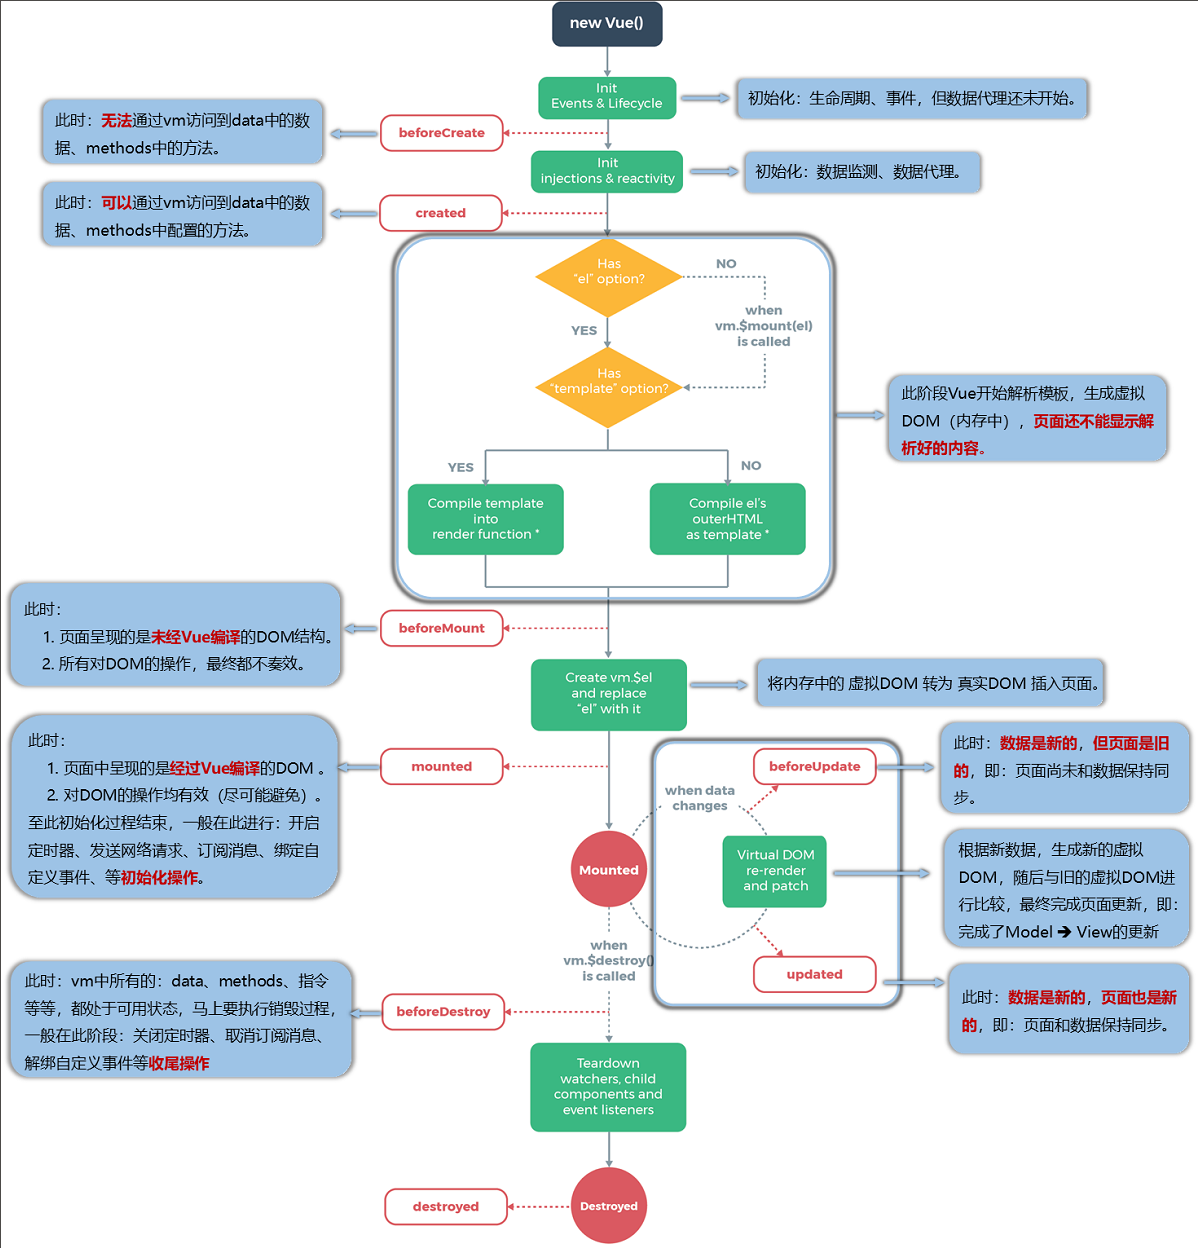 new Vue()
Init
Events & Lifecycle
初始化：生命周期、事件，但数据代理还未开始。
此时：无法通过vm访问到data中的数
据、methods中的方法。
beforeCreate
Init
injections & reactivity
初始化：数据监测、数据代理。
此时：可以通过vm访问到data中的数
据、methods中配置的方法。
created
Has
“el” option?
NO
when
vm.$mount(el)
is called
YES
Has
“template” option?
此阶段Vue开始解析模板，生成虚拟
DOM（内存中），页面还不能显示解
析好的内容。
YES
NO
Compile template
into
render function *
Compile el’s
outerHTML
as template *
此时：
1. 页面呈现的是未经Vue编译的DOM结构。
2. 所有对DOM的操作，最终都不奏效。
beforeMount
Create vm.$el
and replace
“el” with it
将内存中的 虚拟DOM 转为 真实DOM 插入页面。
此时：
1. 页面中呈现的是经过Vue编译的DOM 。
2. 对DOM的操作均有效（尽可能避免）。
至此初始化过程结束，一般在此进行：开启
定时器、发送网络请求、订阅消息、绑定自
定义事件、等初始化操作。
mounted
beforeUpdate
此时：数据是新的，但页面是旧
的，即：页面尚未和数据保持同
步。
when data
changes
Mounted
Virtual DOM
re-render
and patch
根据新数据，生成新的虚拟
DOM，随后与旧的虚拟DOM进
行比较，最终完成页面更新，即：
完成了Model ➔ View的更新
when
vm.$destroy()
is called
updated
此时：数据是新的，页面也是新
的，即：页面和数据保持同步。
此时：vm中所有的：data、methods、指令
等等，都处于可用状态，马上要执行销毁过程，
一般在此阶段：关闭定时器、取消订阅消息、
解绑自定义事件等收尾操作
beforeDestroy
Teardown
watchers, child
components and
event listeners
destroyed
Destroyed